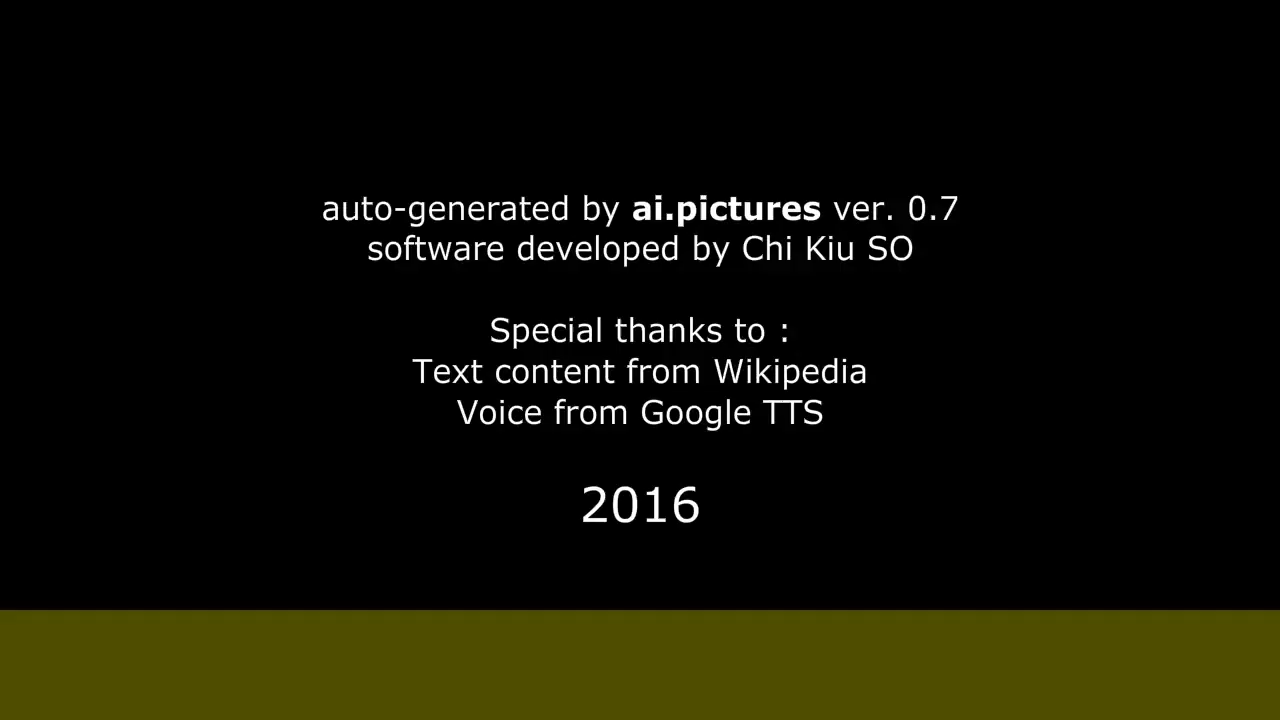 auto-generated by ai.pictures ver. 0.7
software developed by Chi Kiu SO
Special thanks to :
Text content from Wikipedia
Voice from Google TTS
2016